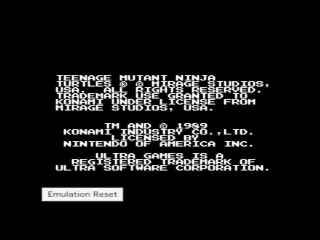 TEENAGE MUTANT NINJA
TURTLES ® © MIRAGE STUDIOS,
USA. ALL RIGHTS RESERVED.
TRADEMARK USE GRANTED TO
KONAMI UNDER LICENSE FROM
MIRAGE STUDIOS, USA.
TM AND © 1989
KONAMI INDUSTRY CO.,LTD.
LICENSED BY
NINTENDO OF AMERICA INC.
ULTRA GAMES IS A
REGISTERED TRADEMARK OF
ULTRA SOFTWARE CORPORATION.
Emulation Reset